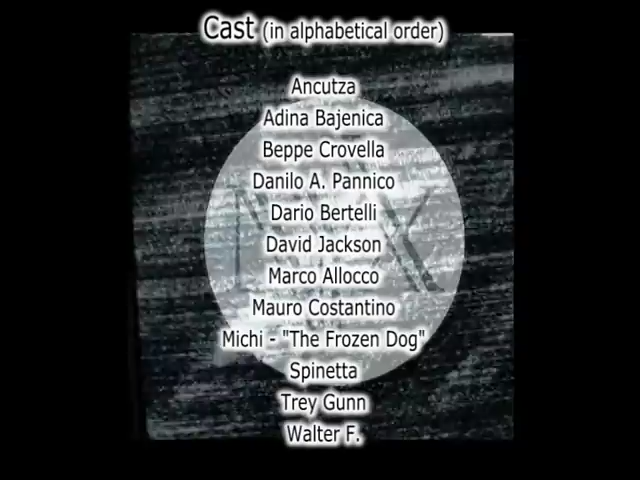 Cast (in alphabetical order)
Ancutza
Adina Bajenica
Beppe Crovella
Danilo A. Pannico
Dario Bertelli
David Jackson
Marco Allocco
Mauro Costantino
Michi - "The Frozen Dog"
Spinetta
Trey Gunn
Walter F.